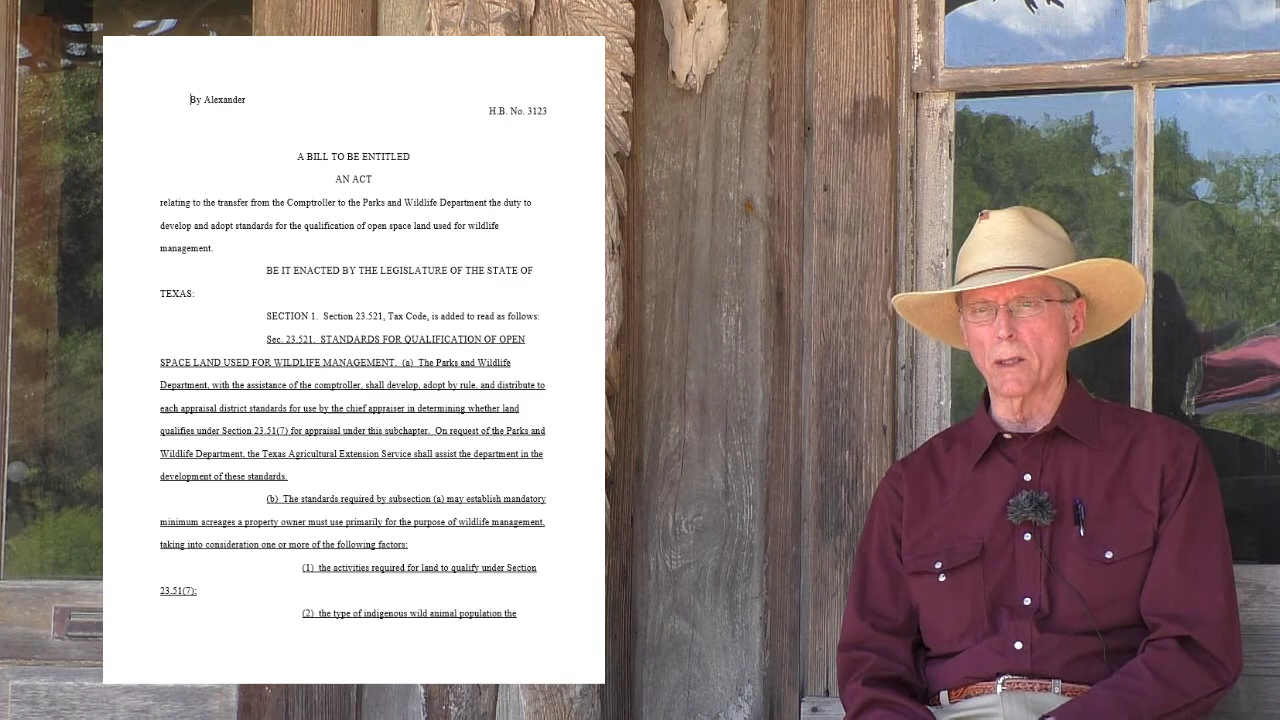 By Alexander
H.B. No. 3123
A BILL TO BE ENTITLED
AN ACT
relating to the transfer from the Comptroller to the Parks and Wildlife Department the duty to
develop and adopt standards for the qualification of open space land used for wildlife
management.
BE IT ENACTED BY THE LEGISLATURE OF THE STATE OF
TEXAS:
SECTION 1. Section 23.521, Tax Code, is added to read as follows:
Sec. 23.521. STANDARDS FOR QUALIFICATION OF OPEN
SPACE LAND USED FOR WILDLIFE MANAGEMENT. (a) The Parks and Wildlife
Department, with the assistance of the comptroller, shall develop, adopt by rule, and distribute to
each appraisal district standards for use by the chief appraiser in determining whether land
qualifies under Section 23.51(7) for appraisal under this subchapter. On request of the Parks and
Wildlife Department, the Texas Agricultural Extension Service shall assist the department in the
development of these standards.
(b) The standards required by subsection (a) may establish mandatory
minimum acreages a property owner must use primarily for the purpose of wildlife management,
taking into consideration one or more of the following factors:
(1) the activities required for land to qualify under Section
23.51(7);
(2) the type of indigenous wild animal population the